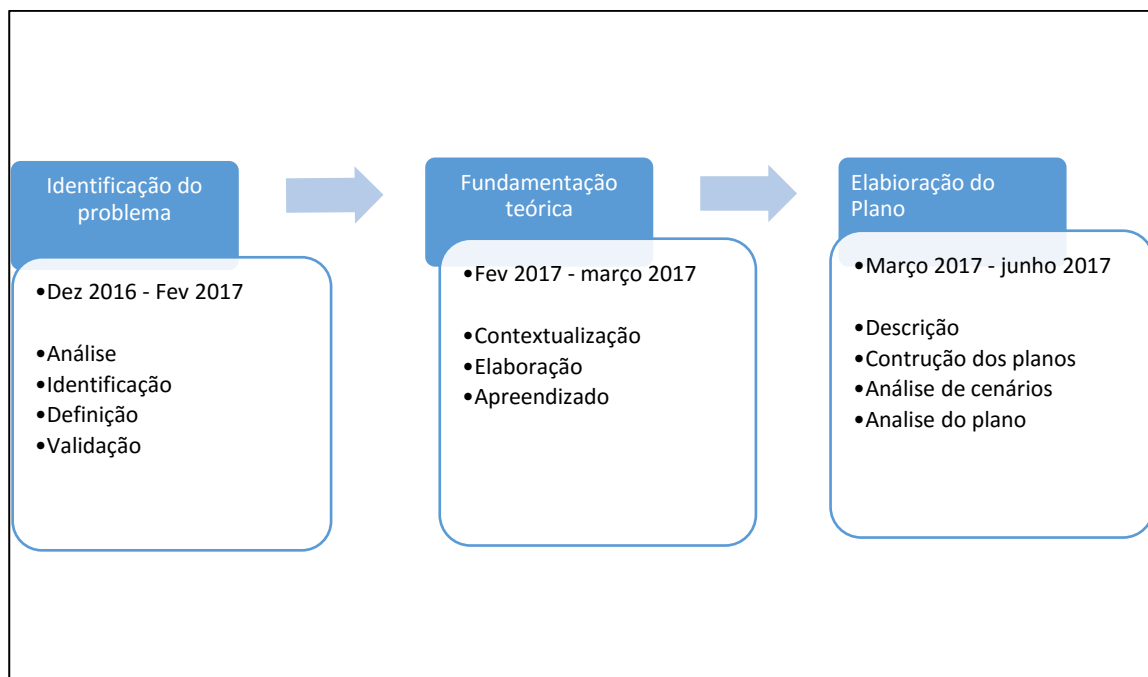 Identificação do
problema
•Dez 2016 - Fev 2017
•Análise
•Identificação
•Definição
•Validação
Fundamentação
teórica
•Fev 2017 - março 2017
•Contextualização
•Elaboração
•Apreendizado
Elabioração do
Plano
•Março 2017 - junho 2017
•Descrição
•Contrução dos planos
•Análise de cenários
•Analise do plano